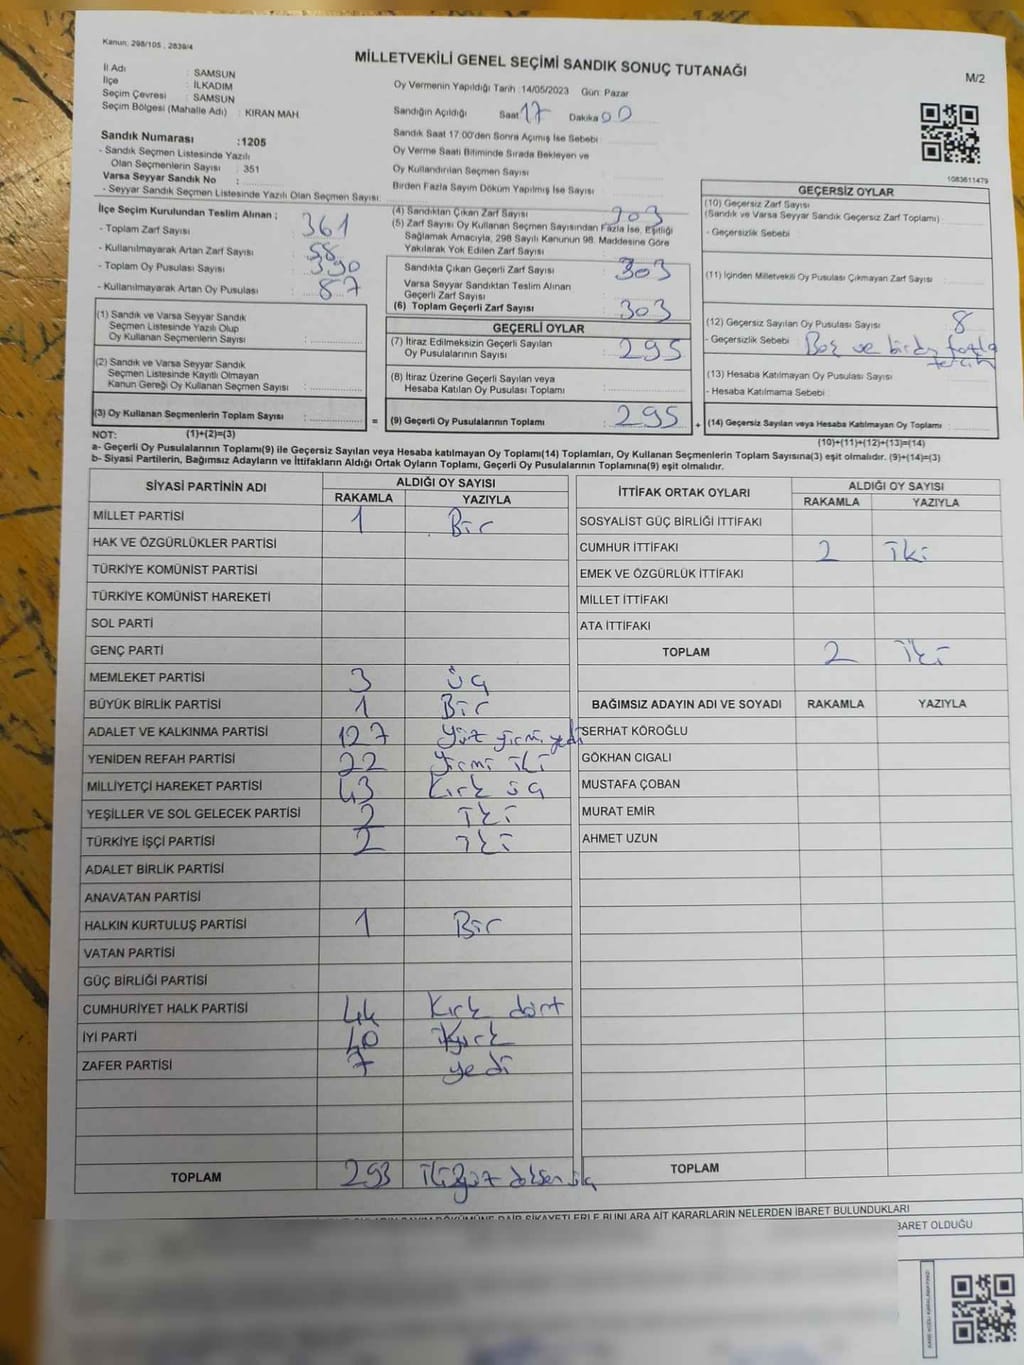 Kanun; 298/105 , 2839/4
MİLLETVEKİLİ GENEL SEÇİMİ SANDIK SONUÇ TUTANAĞI
M/2
İl Adı : SAMSUN
İlçe : İLKADIM
Seçim Çevresi : SAMSUN
Seçim Bölgesi (Mahalle Adı) : KIRAN MAH
Sandık Numarası :1205
- Sandık Seçmen Listesinde Yazılı
Olan Seçmenlerin Sayısı : 351
Varsa Seyyar Sandık No :
- Seyyar Sandık Seçmen Listesinde Yazılı Olan Seçmen Sayısı:
Oy Vermenin Yapıldığı Tarih :14/05/2023 Gün: Pazar
Sandığın Açıldığı Saat 17 Dakika 00
Sandık Saat 17:00'den Sonra Açımış İse Sebebi
Oy Verme Saati Bitiminde Sırada Bekleyen ve
Oy Kullandırılan Seçmen Sayısı
Birden Fazla Sayım Döküm Yapılmış İse Sayısı
1083611479
İlçe Seçim Kurulundan Teslim Alınan ;
- Toplam Zarf Sayısı : 361
- Kullanılmayarak Artan Zarf Sayısı : 58
- Toplam Oy Pusulası Sayısı : 390
- Kullanılmayarak Artan Oy Pusulası : 87
(1) Sandık ve Varsa Seyyar Sandık
Seçmen Listesinde Yazılı Olup
Oy Kullanan Seçmenlerin Sayısı :
(2) Sandık ve Varsa Seyyar Sandık
Seçmen Listesinde Kayıtlı Olmayan
Kanun Gereği Oy Kullanan Seçmen Sayısı :
(3) Oy Kullanan Seçmenlerin Toplam Sayısı :
(4) Sandıktan Çıkan Zarf Sayısı 303
(5) Zarf Sayısı Oy Kullanan Seçmen Sayısından Fazla İse, Eşitliği
Sağlamak Amacıyla, 298 Sayılı Kanunun 98. Maddesine Göre
Yakılarak Yok Edilen Zarf Sayısı
Sandıkta Çıkan Geçerli Zarf Sayısı : 303
Varsa Seyyar Sandıktan Teslim Alınan
Geçerli Zarf Sayısı
(6) Toplam Geçerli Zarf Sayısı : 303
GEÇERLİ OYLAR
(7) İtiraz Edilmeksizin Geçerli Sayılan
Oy Pusulalarının Sayısı : 295
(8) İtiraz Üzerine Geçerli Sayılan veya
Hesaba Katılan Oy Pusulası Toplamı :
= (9) Geçerli Oy Pusulalarının Toplamı : 295 +
GEÇERSİZ OYLAR
(10) Geçersiz Zarf Sayısı
(Sandık ve Varsa Seyyar Sandık Geçersiz Zarf Toplamı)
- Geçersizlik Sebebi :
(11) İçinden Milletvekili Oy Pusulası Çıkmayan Zarf Sayısı :
(12) Geçersiz Sayılan Oy Pusulası Sayısı : 8
- Geçersizlik Sebebi : Boş ve birden fazla
tercih
(13) Hesaba Katılmayan Oy Pusulası Sayısı
- Hesaba Katılmama Sebebi
(14) Geçersiz Sayılan veya Hesaba Katılmayan Oy Toplamı :
NOT: (1)+(2)=(3)
(10)+(11)+(12)+(13)=(14)
a- Geçerli Oy Pusulalarının Toplamı(9) ile Geçersiz Sayılan veya Hesaba katılmayan Oy Toplamı(14) Toplamları, Oy Kullanan Seçmenlerin Toplam Sayısına(3) eşit olmalıdır. (9)+(14)=(3)
b- Siyasi Partilerin, Bağımsız Adayların ve İttifakların Aldığı Ortak Oyların Toplamı, Geçerli Oy Pusulalarının Toplamına(9) eşit olmalıdır.
SİYASİ PARTİNİN ADI ALDIĞI OY SAYISI
RAKAMLA YAZIYLA
MİLLET PARTİSİ 1 Bir
HAK VE ÖZGÜRLÜKLER PARTİSİ
TÜRKİYE KOMÜNİST PARTİSİ
TÜRKİYE KOMÜNİST HAREKETİ
SOL PARTİ
GENÇ PARTİ
MEMLEKET PARTİSİ 3 üç
BÜYÜK BİRLİK PARTİSİ 1 Bir
ADALET VE KALKINMA PARTİSİ 127 yüz yirmi yedi
YENİDEN REFAH PARTİSİ 22 yirmi iki
MİLLİYETÇİ HAREKET PARTİSİ 43 Kırk üç
YEŞİLLER VE SOL GELECEK PARTİSİ 2 iki
TÜRKİYE İŞÇİ PARTİSİ 2 iki
ADALET BİRLİK PARTİSİ
ANAVATAN PARTİSİ
HALKIN KURTULUŞ PARTİSİ 1 Bir
VATAN PARTİSİ
GÜÇ BİRLİĞİ PARTİSİ
CUMHURİYET HALK PARTİSİ 44 Kırk dört
İYİ PARTİ 40 Kırk
ZAFER PARTİSİ 7 yedi
TOPLAM 293 ikiyüz doksan üç
İTTİFAK ORTAK OYLARI ALDIĞI OY SAYISI
RAKAMLA YAZIYLA
SOSYALİST GÜÇ BİRLİĞİ İTTİFAKI
CUMHUR İTTİFAKI 2 iki
EMEK VE ÖZGÜRLÜK İTTİFAKI
MİLLET İTTİFAKI
ATA İTTİFAKI
TOPLAM 2 iki
BAĞIMSIZ ADAYIN ADI VE SOYADI RAKAMLA YAZIYLA
SERHAT KÖROĞLU
GÖKHAN CIGALI
MUSTAFA ÇOBAN
MURAT EMİR
AHMET UZUN
TOPLAM
BUNLARA AİT KARARLARIN NELERDEN İBARET BULUNDUKLARI
BARET OLDUĞU